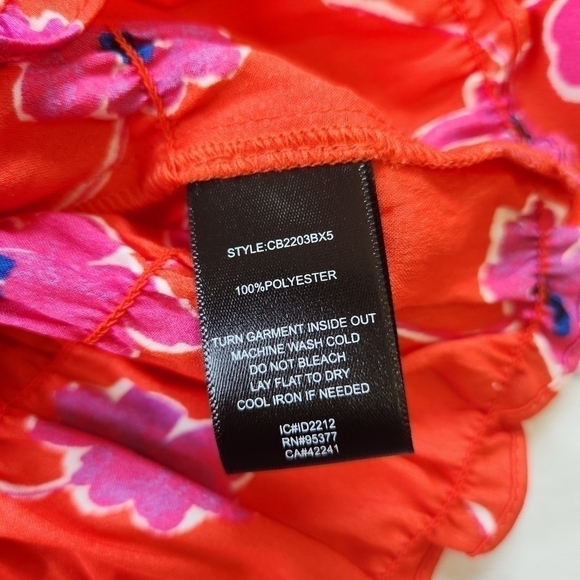 STYLE:CB2203BX5
100%POLYESTER
TURN GARMENT INSIDE OUT
MACHINE WASH COLD
DO NOT BLEACH
LAY FLAT TO DRY
COOL IRON IF NEEDED
IC#ID2212
RN#95377
CA#42241